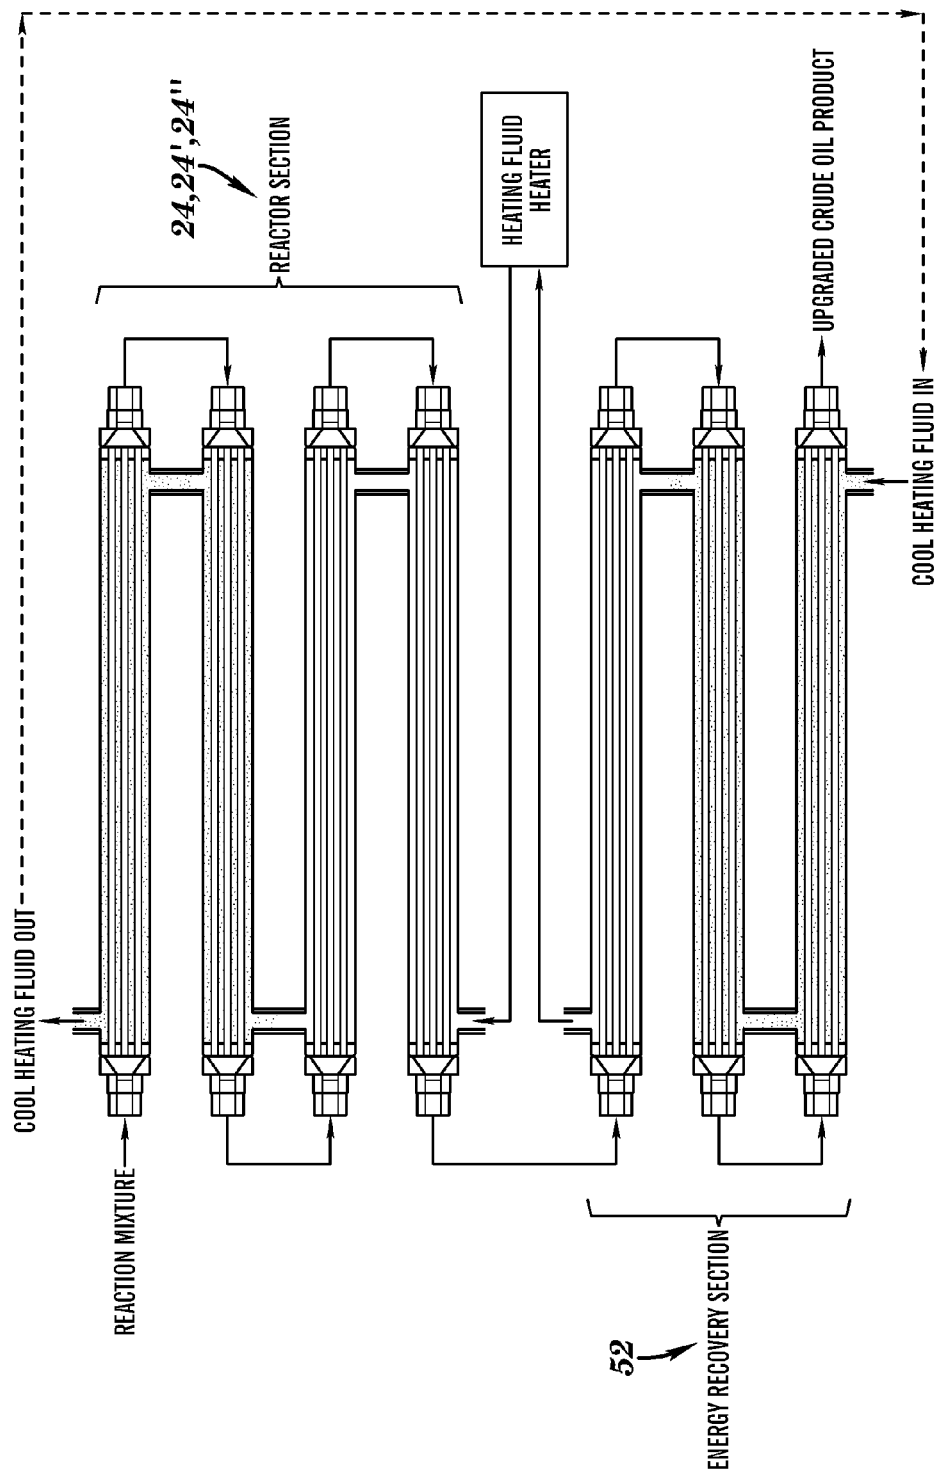 24,24',24"
REACTOR SECTION
HEATING FLUID
HEATER
UPGRADED CRUDE OIL PRODUCT
COOL HEATING FLUID IN
COOL HEATING FLUID OUT
REACTION MIXTURE
52
ENERGY RECOVERY SECTION